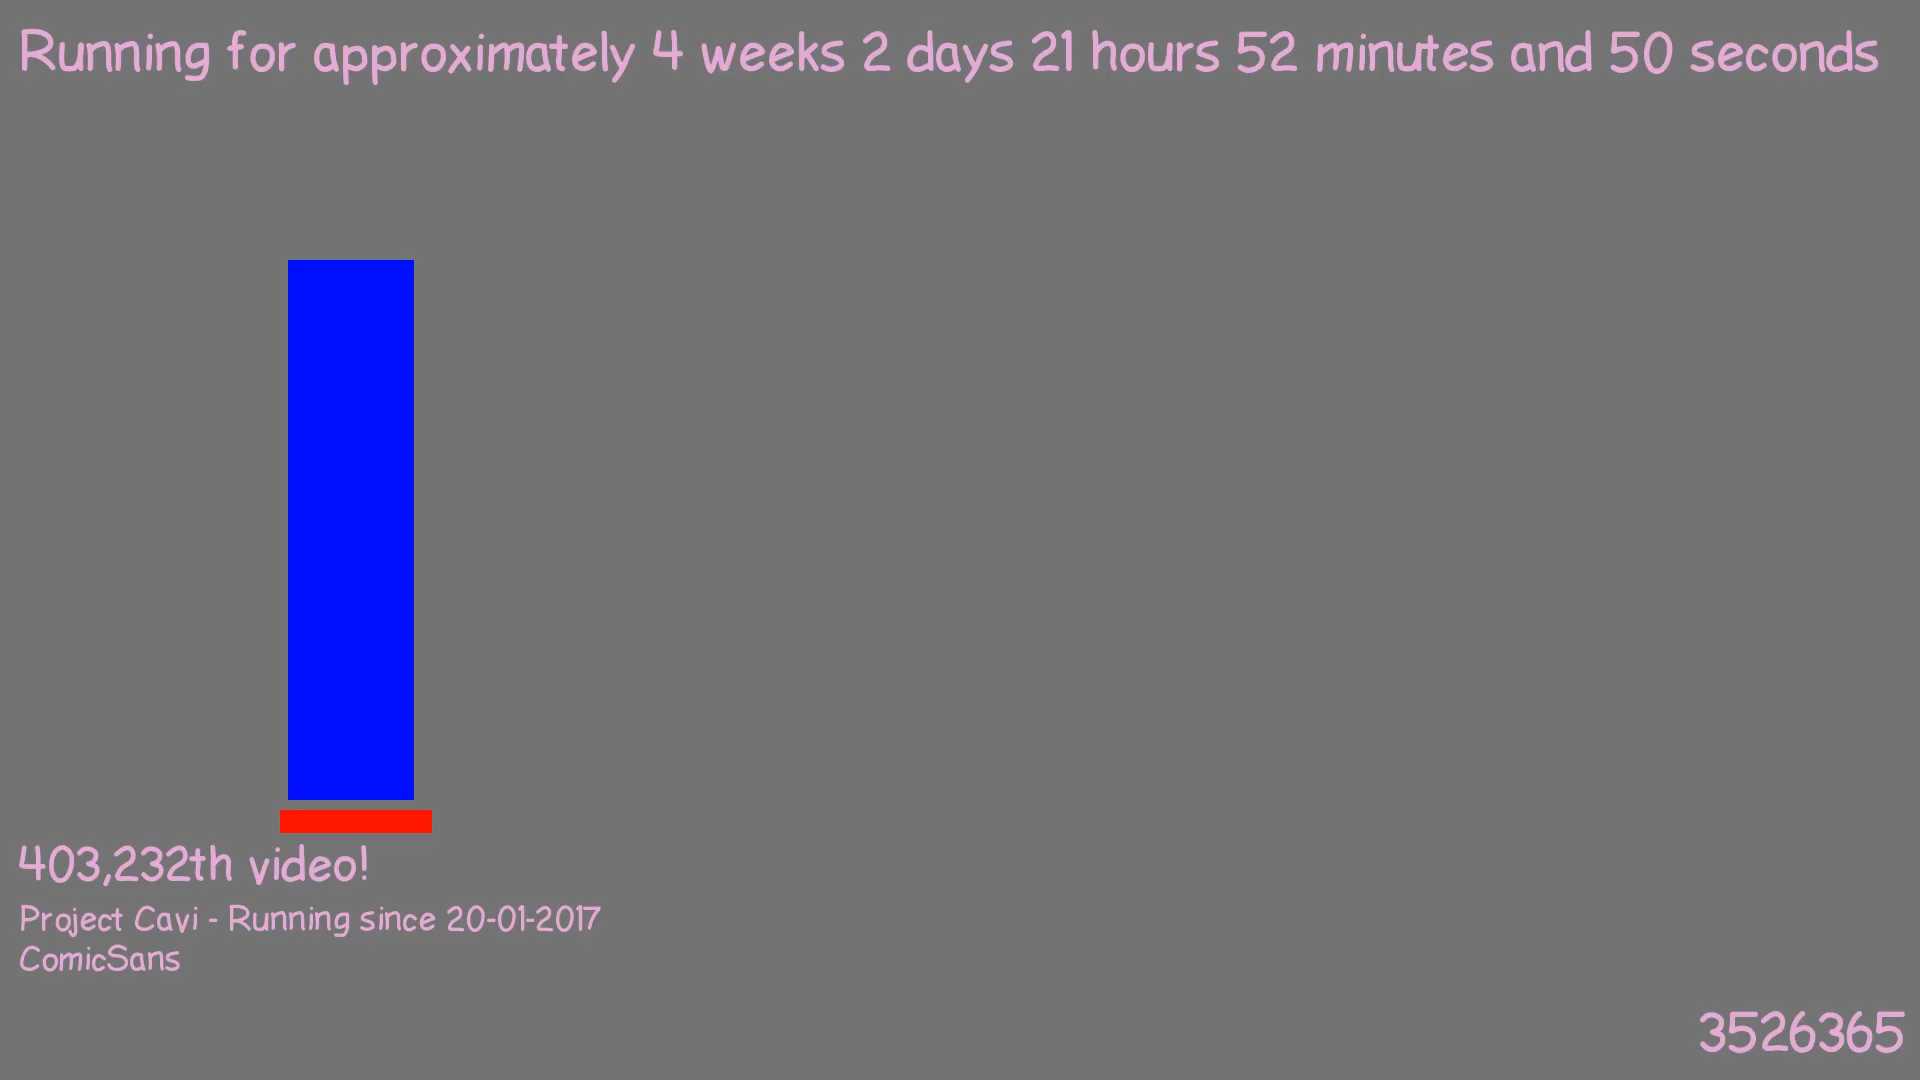 Running for approximately 4 weeks 2 days 21 hours 52 minutes and 50 seconds
403,232th video!
Project Cavi - Running since 20-01-2017
ComicSans
3526365